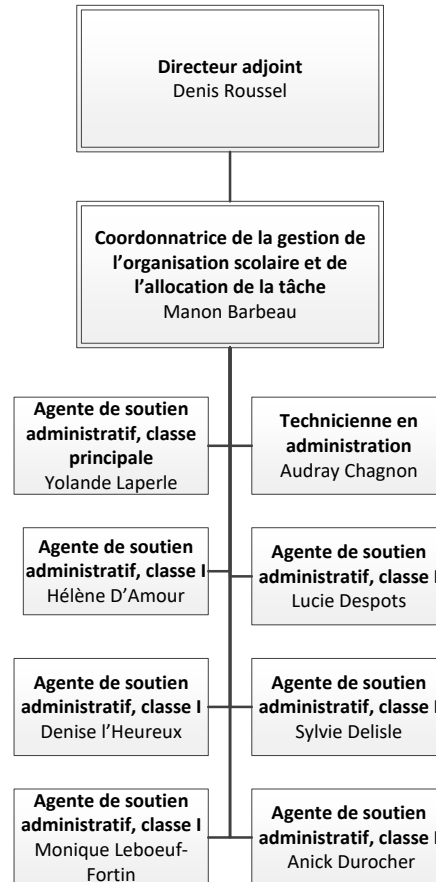 Directeur adjoint
Denis Roussel
Coordonnatrice de la gestion de
l'organisation scolaire et de
l'allocation de la tâche
Manon Barbeau
Agente de soutien
administratif, classe
principale
Yolande Laperle
Technicienne en
administration
Audray Chagnon
Agente de soutien
administratif, classe I
Hélène D'Amour
Agente de soutien
administratif, classe I
Lucie Despots
Agente de soutien
administratif, classe I
Denise l'Heureux
Agente de soutien
administratif, classe I
Sylvie Delisle
Agente de soutien
administratif, classe I
Monique Leboeuf-
Fortin
Agente de soutien
administratif, classe I
Anick Durocher